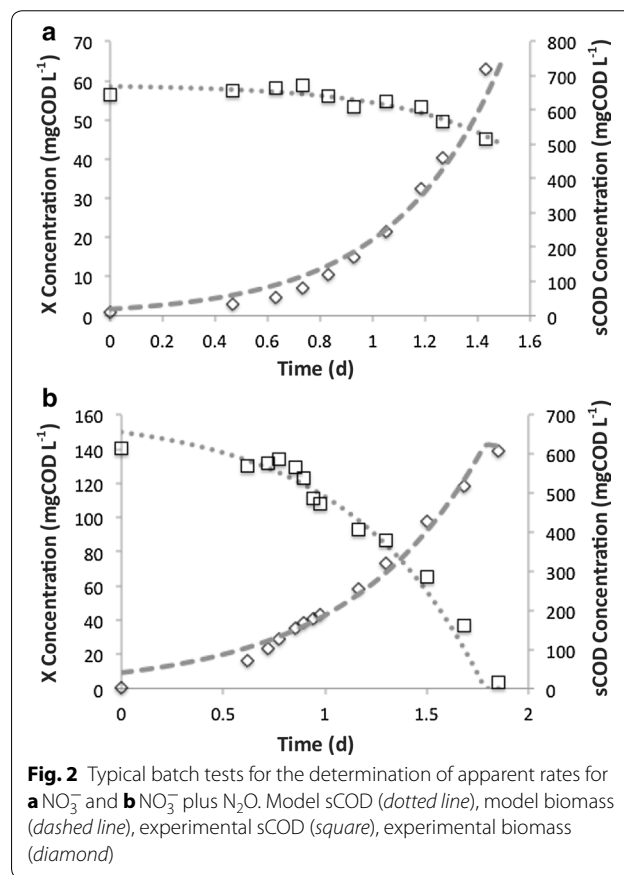 a
X Concentration (mgCOD L-1)
70
60
50
40
30
20
10
0
800
700
600
500
400
300
200
100
0
sCOD Concentration (mgCOD L-1)
0 0.2 0.4 0.6 0.8 1 1.2 1.4 1.6
Time (d)
b
X Concentration (mgCOD L-1)
160
140
120
100
80
60
40
20
0
700
600
500
400
300
200
100
0
sCOD Concentration (mgCOD L-1)
0 0.5 1 1.5 2
Time (d)
Fig. 2 Typical batch tests for the determination of apparent rates for
a NO3− and b NO3− plus N2O. Model sCOD (dotted line), model biomass
(dashed line), experimental sCOD (square), experimental biomass
(diamond)